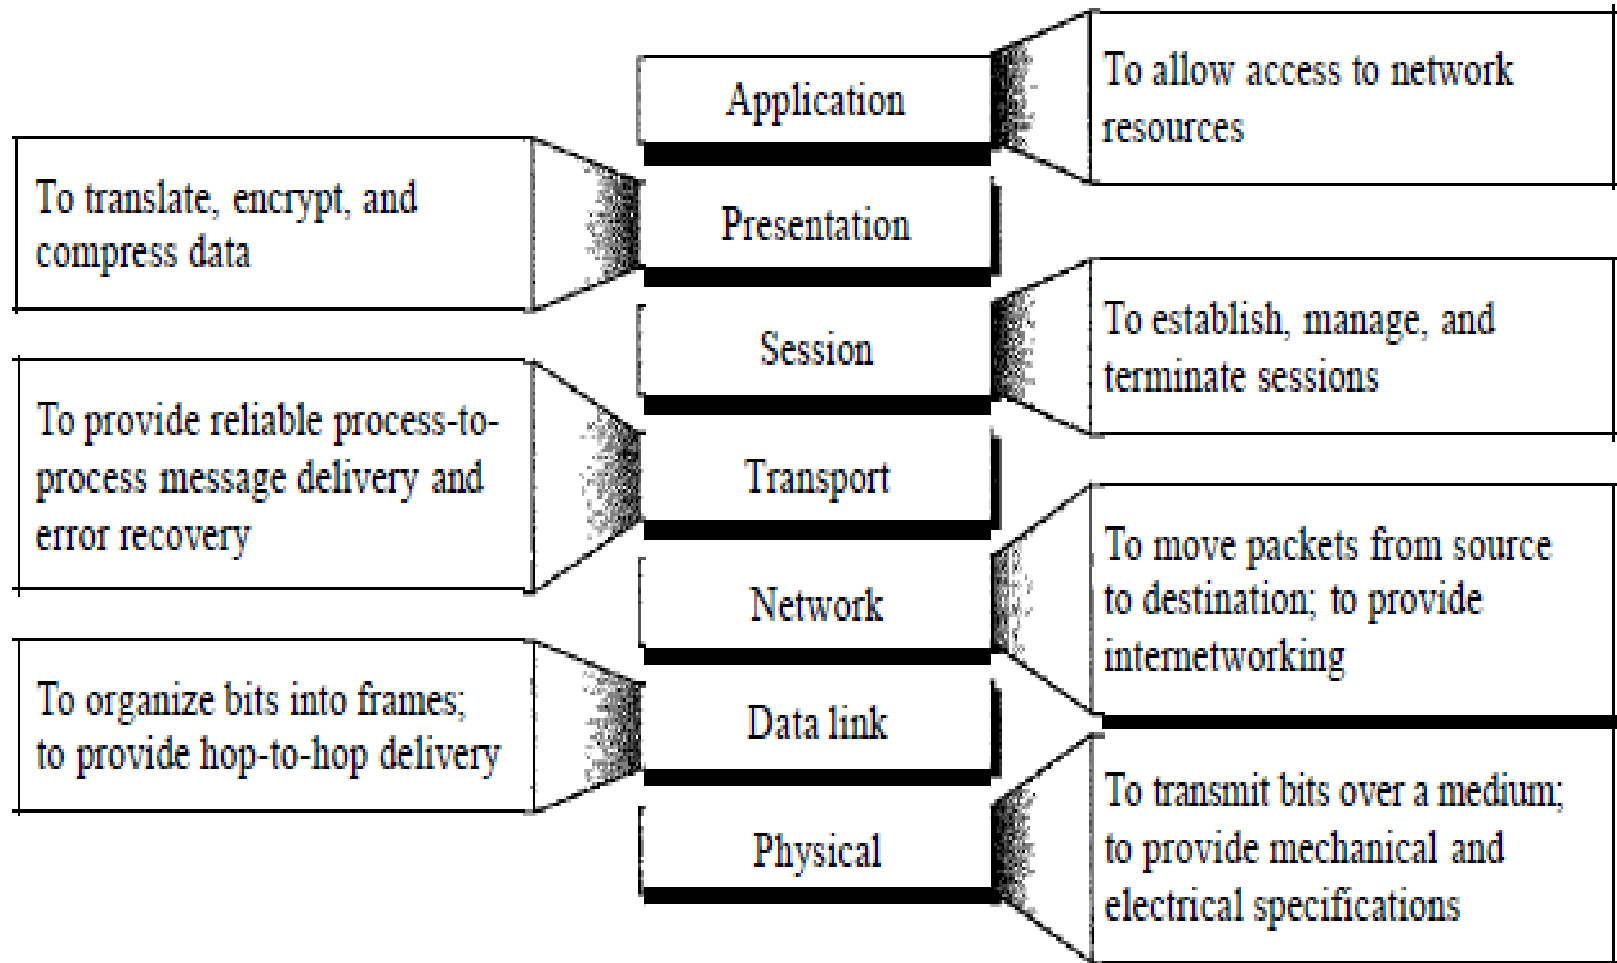 Application
To allow access to network
resources
To translate, encrypt, and
compress data
Presentation
Session
To establish, manage, and
terminate sessions
To provide reliable process-to-
process message delivery and
error recovery
Transport
Network
To move packets from source
to destination; to provide
internetworking
To organize bits into frames;
to provide hop-to-hop delivery
Data link
Physical
To transmit bits over a medium;
to provide mechanical and
electrical specifications